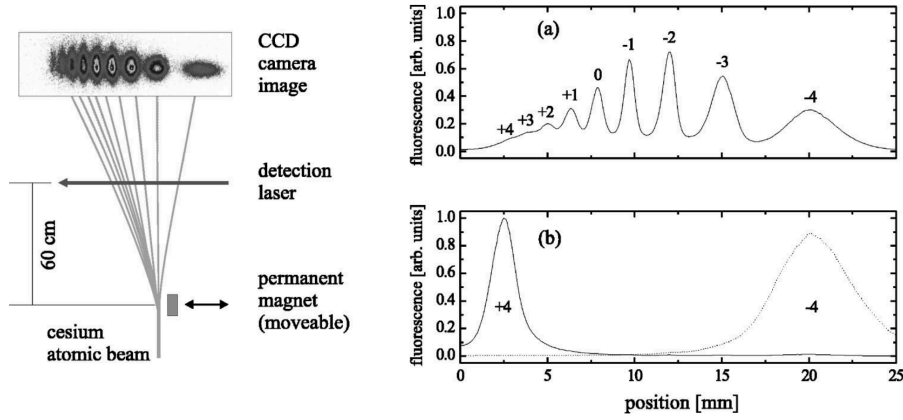 CCD
camera
image
detection
laser
60 cm
permanent
magnet
(moveable)
cesium
atomic beam
(a)
fluorescence [arb. units]
1.0
0.8
0.6
0.4
0.2
0.0
+4
+3
+2
+1
0
-1
-2
-3
-4
(b)
fluorescence [arb. units]
1.0
0.8
0.6
0.4
0.2
0.0
+4
-4
0 5 10 15 20 25
position [mm]